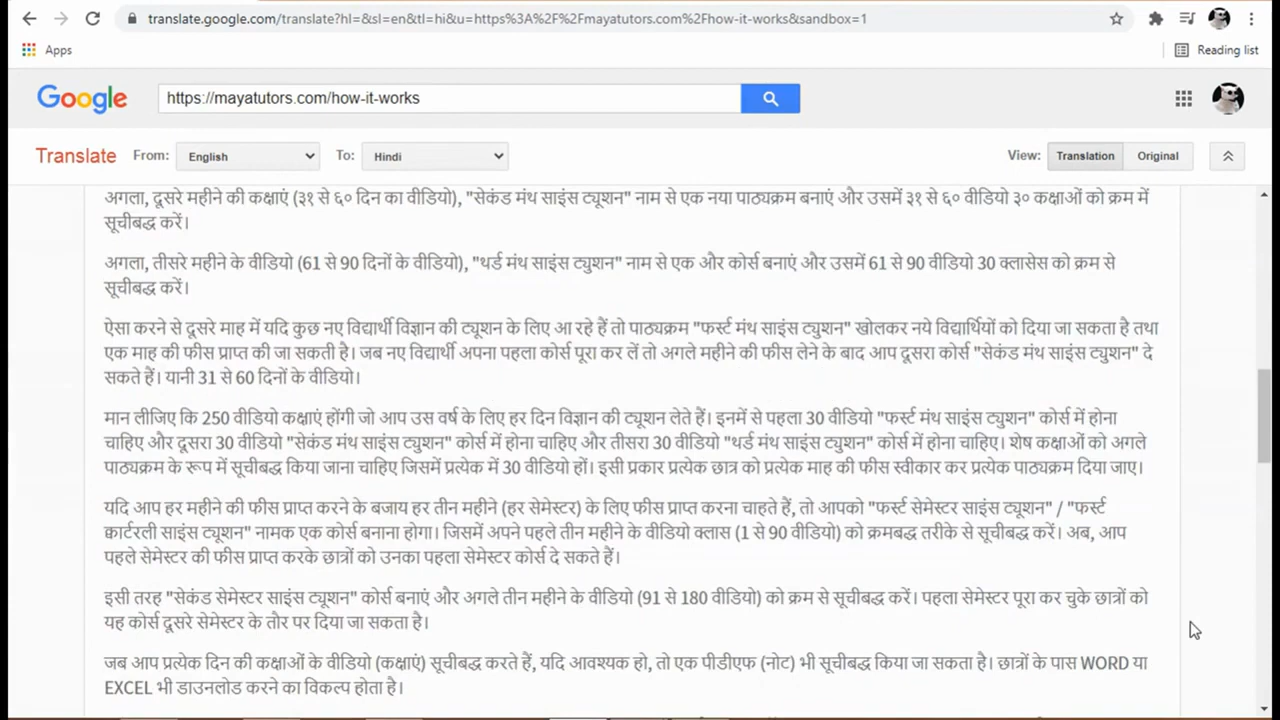 translate.google.com/translate?hl=&sl=en&tl=hi&u=https%3A%2F%2Fmayatutors.com%2Fhow-it-works&sandbox=1
Apps
Reading list
Google
https://mayatutors.com/how-it-works
Translate
From:
English
To:
Hindi
View:
Translation
Original
अगला, दूसरे महीने की कक्षाएं (३१ से ६० दिन का वीडियो), "सेकंड मंथ साइंस ट्यूशन" नाम से एक नया पाठ्यक्रम बनाएं और उसमें ३१ से ६० वीडियो ३० कक्षाओं को क्रम में
सूचीबद्ध करें।
अगला, तीसरे महीने के वीडियो (61 से 90 दिनों के वीडियो), "थर्ड मंथ साइंस ट्युशन" नाम से एक और कोर्स बनाएं और उसमें 61 से 90 वीडियो 30 क्लासेस को क्रम से
सूचीबद्ध करें।
ऐसा करने से दूसरे माह में यदि कुछ नए विद्यार्थी विज्ञान की ट्यूशन के लिए आ रहे हैं तो पाठ्यक्रम "फर्स्ट मंथ साइंस ट्युशन" खोलकर नये विद्यार्थियों को दिया जा सकता है तथा
एक माह की फीस प्राप्त की जा सकती है। जब नए विद्यार्थी अपना पहला कोर्स पूरा कर लें तो अगले महीने की फीस लेने के बाद आप दूसरा कोर्स "सेकंड मंथ साइंस ट्युशन" दे
सकते हैं। यानी 31 से 60 दिनों के वीडियो।
मान लीजिए कि 250 वीडियो कक्षाएं होंगी जो आप उस वर्ष के लिए हर दिन विज्ञान की ट्यूशन लेते हैं। इनमें से पहला 30 वीडियो "फर्स्ट मंथ साइंस ट्युशन" कोर्स में होना
चाहिए और दूसरा 30 वीडियो "सेकंड मंथ साइंस ट्युशन" कोर्स में होना चाहिए और तीसरा 30 वीडियो "थर्ड मंथ साइंस ट्युशन" कोर्स में होना चाहिए। शेष कक्षाओं को अगले
पाठ्यक्रम के रूप में सूचीबद्ध किया जाना चाहिए जिसमें प्रत्येक में 30 वीडियो हों। इसी प्रकार प्रत्येक छात्र को प्रत्येक माह की फीस स्वीकार कर प्रत्येक पाठ्यक्रम दिया जाए।
यदि आप हर महीने की फीस प्राप्त करने के बजाय हर तीन महीने (हर सेमेस्टर) के लिए फीस प्राप्त करना चाहते हैं, तो आपको "फर्स्ट सेमेस्टर साइंस ट्यूशन" / "फर्स्ट
क्वार्टरली साइंस ट्यूशन" नामक एक कोर्स बनाना होगा। जिसमें अपने पहले तीन महीने के वीडियो क्लास (1 से 90 वीडियो) को क्रमबद्ध तरीके से सूचीबद्ध करें। अब, आप
पहले सेमेस्टर की फीस प्राप्त करके छात्रों को उनका पहला सेमेस्टर कोर्स दे सकते हैं।
इसी तरह "सेकंड सेमेस्टर साइंस ट्यूशन" कोर्स बनाएं और अगले तीन महीने के वीडियो (91 से 180 वीडियो) को क्रम से सूचीबद्ध करें। पहला सेमेस्टर पूरा कर चुके छात्रों को
यह कोर्स दूसरे सेमेस्टर के तौर पर दिया जा सकता है।
जब आप प्रत्येक दिन की कक्षाओं के वीडियो (कक्षाएं) सूचीबद्ध करते हैं, यदि आवश्यक हो, तो एक पीडीएफ (नोट) भी सूचीबद्ध किया जा सकता है। छात्रों के पास WORD या
EXCEL भी डाउनलोड करने का विकल्प होता है।